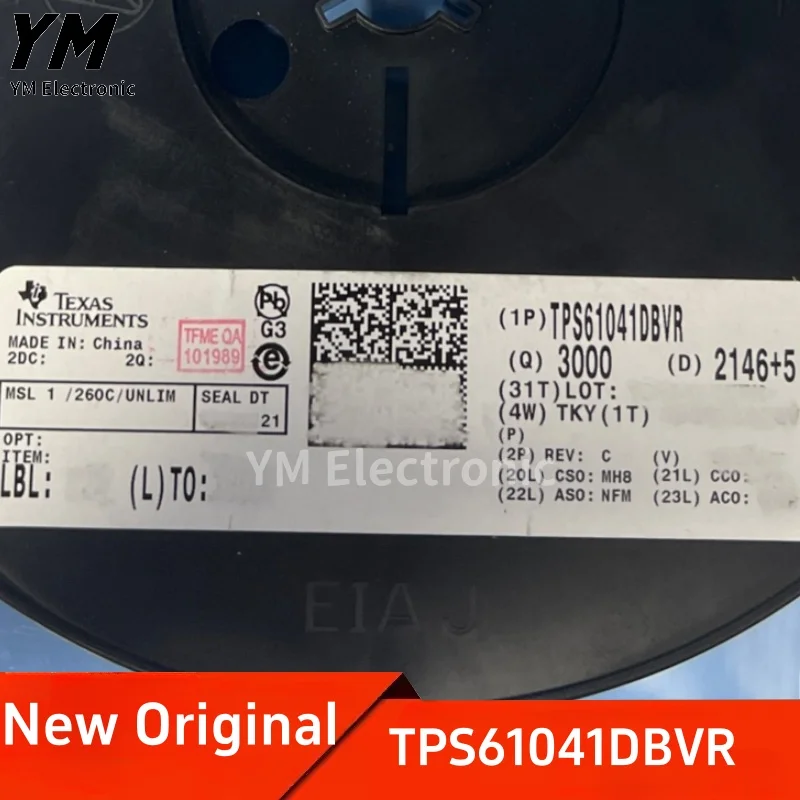 YM
YM Electronic
TEXAS
INSTRUMENTS
MADE IN: China
2DC: 2Q:
TFME QA
101989
Pb
G3
e
MSL 1 /260C/UNLIM
SEAL DT
21
OPT:
ITEM:
LBL: (L)TO:
(1P)TPS61041DBVR
(Q) 3000 (D) 2146+5
(31T)LOT:
(4W) TKY(1T)
(P)
(2P) REV: C (V)
(20L) CSO: MH8 (21L) CCO:
(22L) ASO: NFM (23L) ACO:
YM Electronic
EIAJ
New Original
TPS61041DBVR